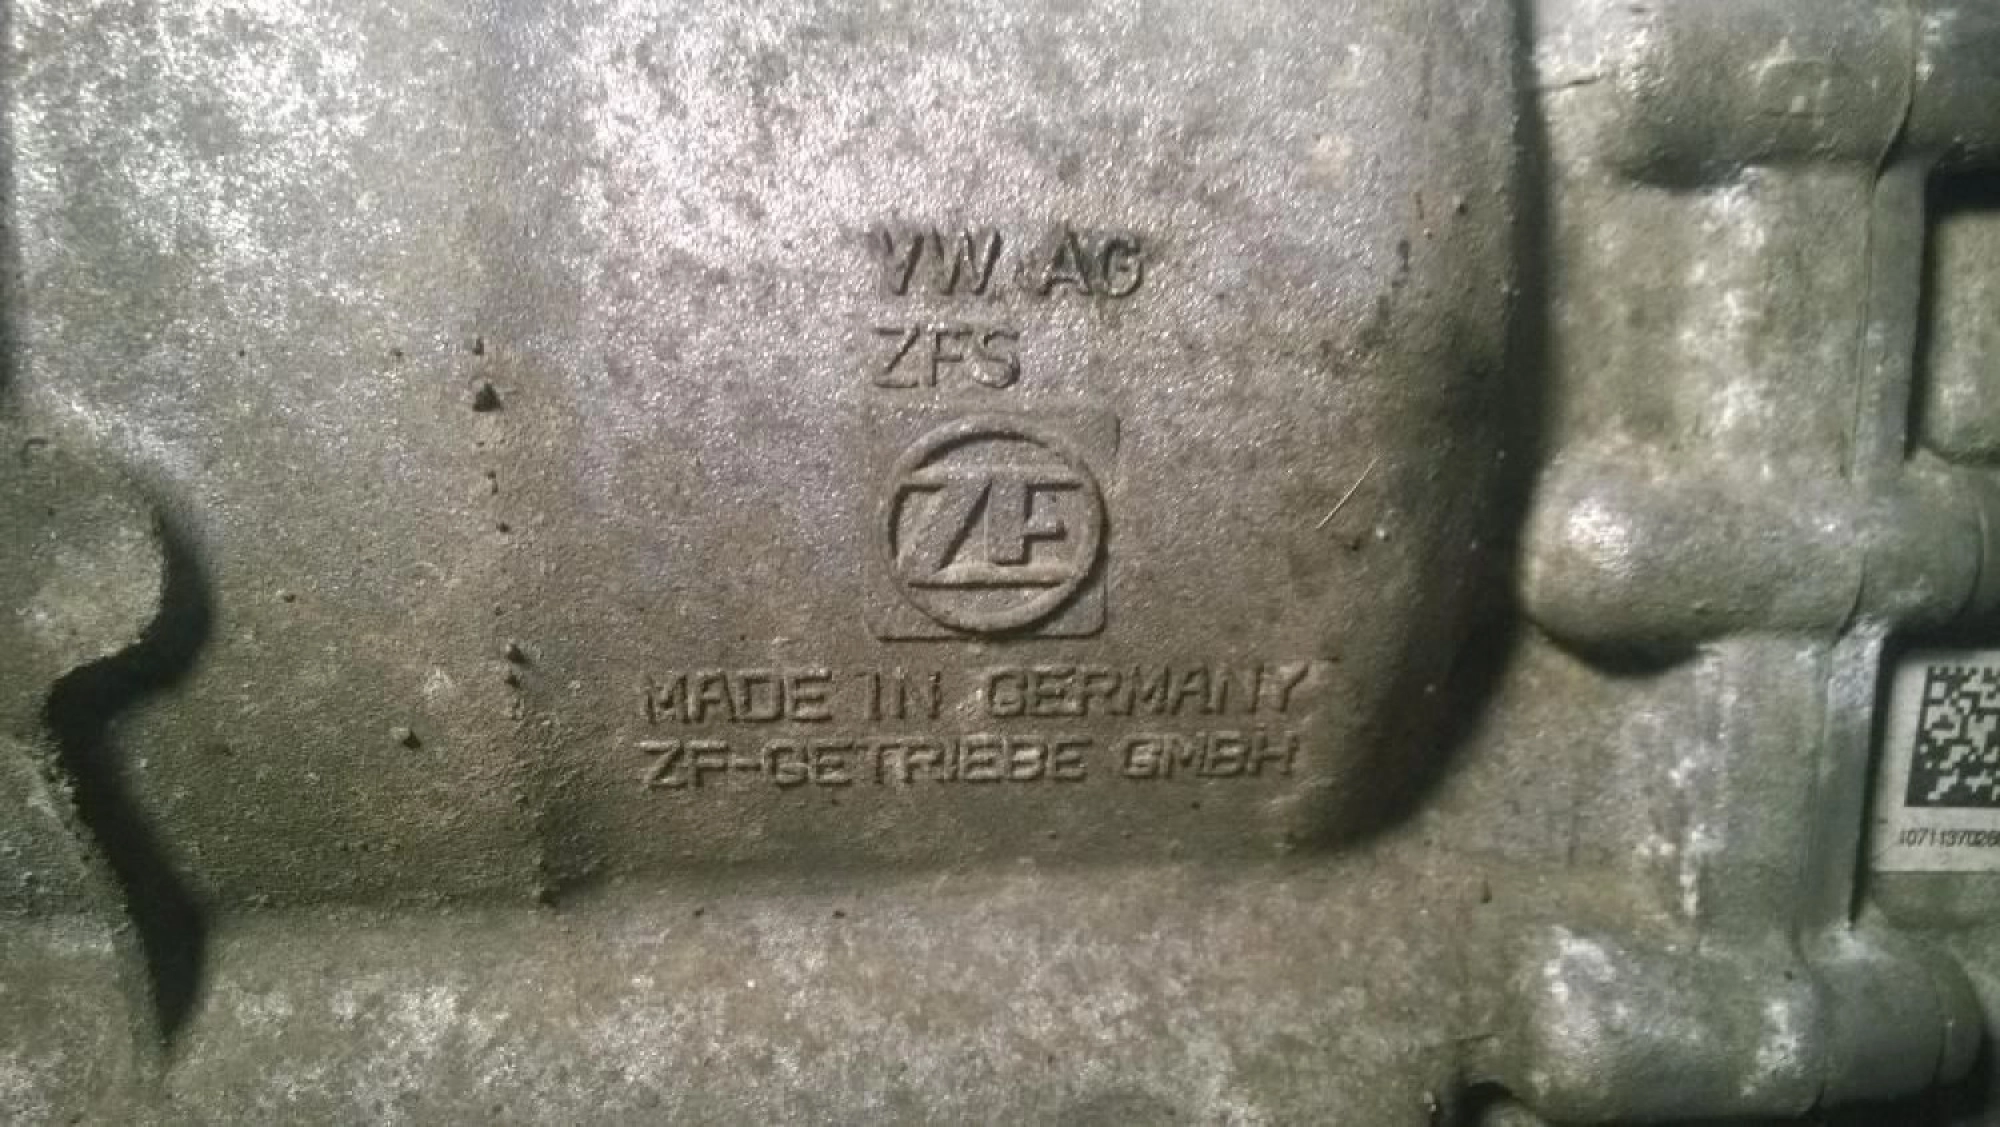 VW AG
ZFS
ZF
MADE IN GERMANY
ZF-GETRIEBE GMBH